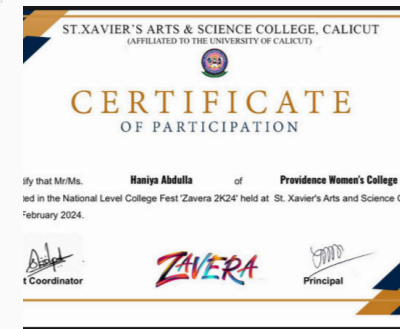 ST.XAVIER'S ARTS & SCIENCE COLLEGE, CALICUT
(AFFILIATED TO THE UNIVERSITY OF CALICUT)
CERTIFICATE
OF PARTICIPATION
ify that Mr/Ms. Haniya Abdulla of Providence Women's College
ed in the National Level College Fest 'Zavera 2K24' held at St. Xavier's Arts and Science C
February 2024.
ZAVERA
t Coordinator Principal